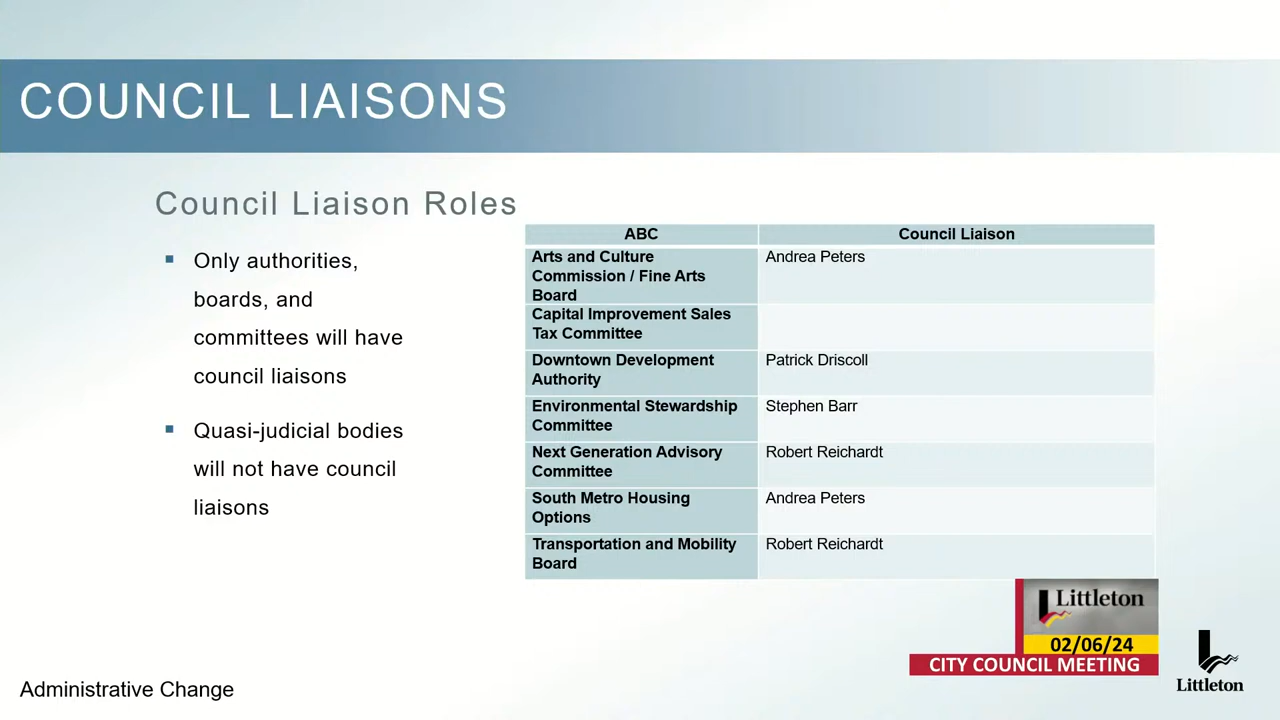 COUNCIL LIAISONS
Council Liaison Roles
Only authorities,
boards, and
committees will have
council liaisons
Quasi-judicial bodies
will not have council
liaisons
ABC Council Liaison
Arts and Culture Andrea Peters
Commission / Fine Arts
Board
Capital Improvement Sales
Tax Committee
Downtown Development Patrick Driscoll
Authority
Environmental Stewardship Stephen Barr
Committee
Next Generation Advisory Robert Reichardt
Committee
South Metro Housing Andrea Peters
Options
Transportation and Mobility Robert Reichardt
Board
Littleton
02/06/24
CITY COUNCIL MEETING
Littleton
Administrative Change